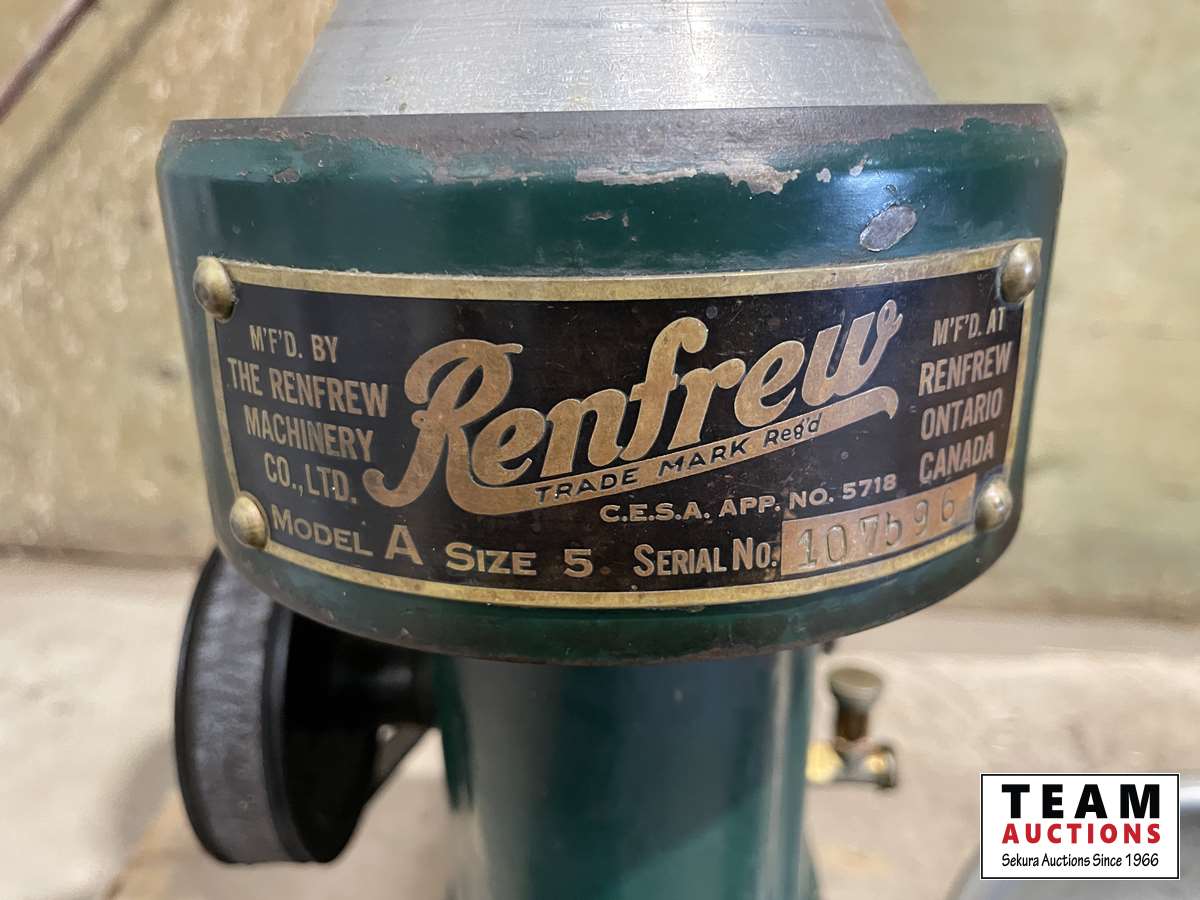 M'F'D. BY
THE RENFREW
MACHINERY
CO., LTD.
Renfrew
TRADE MARK Reg'd
M'F'D. AT
RENFREW
ONTARIO
CANADA
C.E.S.A. APP. NO. 5718
MODEL A SIZE 5 SERIAL NO. 107596
TEAM
AUCTIONS
Sekura Auctions Since 1966